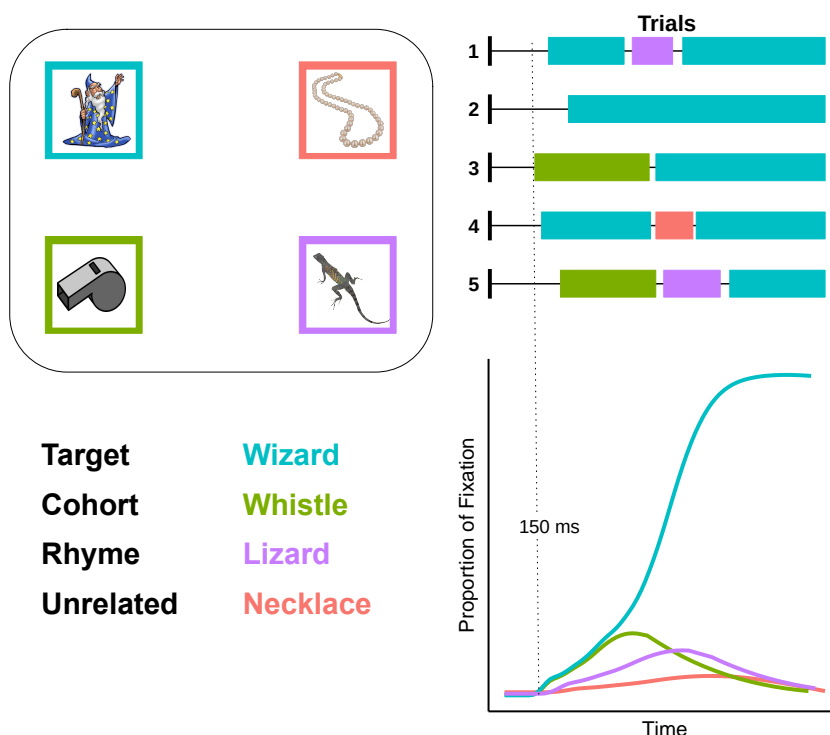 Trials
1
2
3
4
5
Target Wizard
Cohort Whistle
Rhyme Lizard
Unrelated Necklace
Proportion of Fixation
150 ms
Time